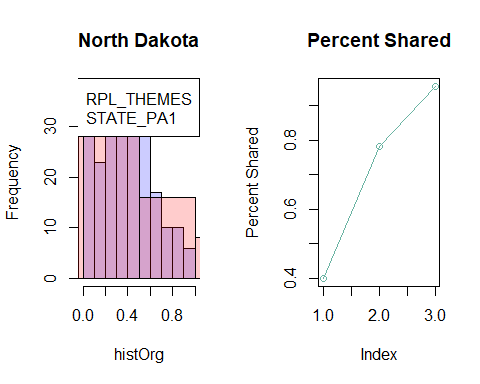 North Dakota
RPL_THEMES
STATE_PA1
Frequency
30
10
0
0.0 0.4 0.8
histOrg
Percent Shared
Percent Shared
0.8
0.6
0.4
1.0 2.0 3.0
Index